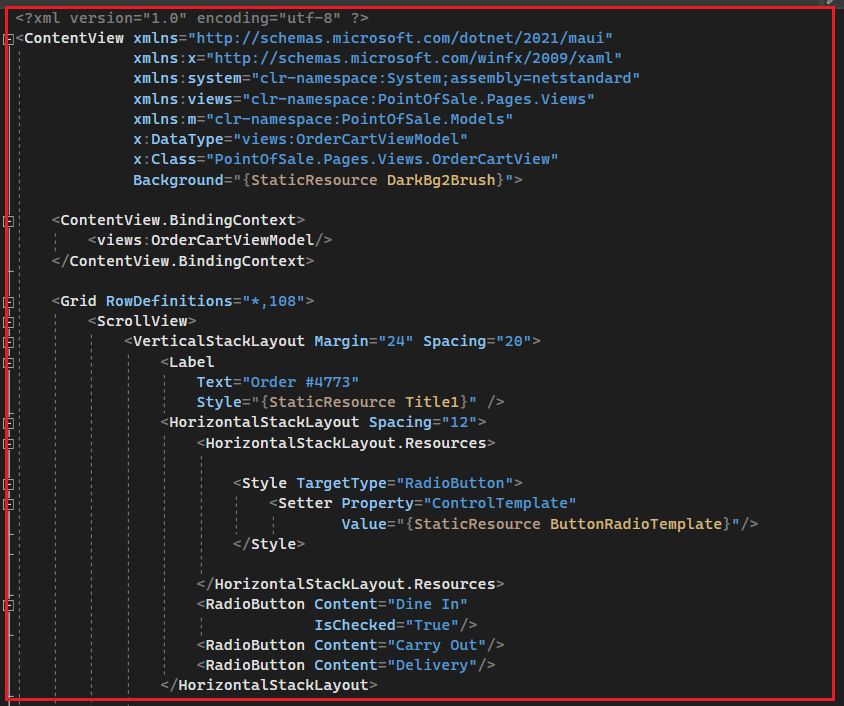 <?xml version="1.0" encoding="utf-8" ?>
<ContentView xmlns="http://schemas.microsoft.com/dotnet/2021/maui"
             xmlns:x="http://schemas.microsoft.com/winfx/2009/xaml"
             xmlns:system="clr-namespace:System;assembly=netstandard"
             xmlns:views="clr-namespace:PointOfSale.Pages.Views"
             xmlns:m="clr-namespace:PointOfSale.Models"
             x:DataType="views:OrderCartViewModel"
             x:Class="PointOfSale.Pages.Views.OrderCartView"
             Background="{StaticResource DarkBg2Brush}">

    <ContentView.BindingContext>
        <views:OrderCartViewModel/>
    </ContentView.BindingContext>

    <Grid RowDefinitions="*,108">
        <ScrollView>
            <VerticalStackLayout Margin="24" Spacing="20">
                <Label
                    Text="Order #4773"
                    Style="{StaticResource Title1}" />
                <HorizontalStackLayout Spacing="12">
                    <HorizontalStackLayout.Resources>

                        <Style TargetType="RadioButton">
                            <Setter Property="ControlTemplate"
                                    Value="{StaticResource ButtonRadioTemplate}"/>
                        </Style>

                    </HorizontalStackLayout.Resources>
                    <RadioButton Content="Dine In"
                                 IsChecked="True"/>
                    <RadioButton Content="Carry Out"/>
                    <RadioButton Content="Delivery"/>
                </HorizontalStackLayout>